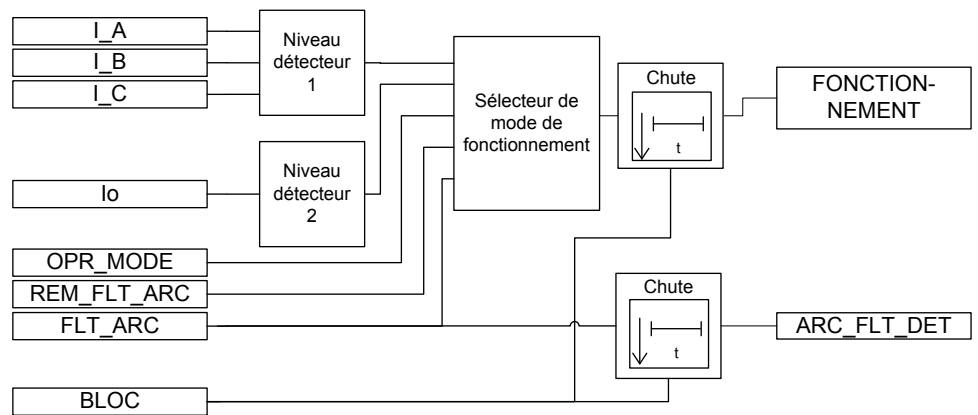 I_A
I_B
I_C
Niveau
détecteur
1
Io
Niveau
détecteur
2
OPR_MODE
REM_FLT_ARC
FLT_ARC
BLOC
Sélecteur de
mode de
fonctionnement
Chute
t
FONCTION-
NEMENT
Chute
t
ARC_FLT_DET